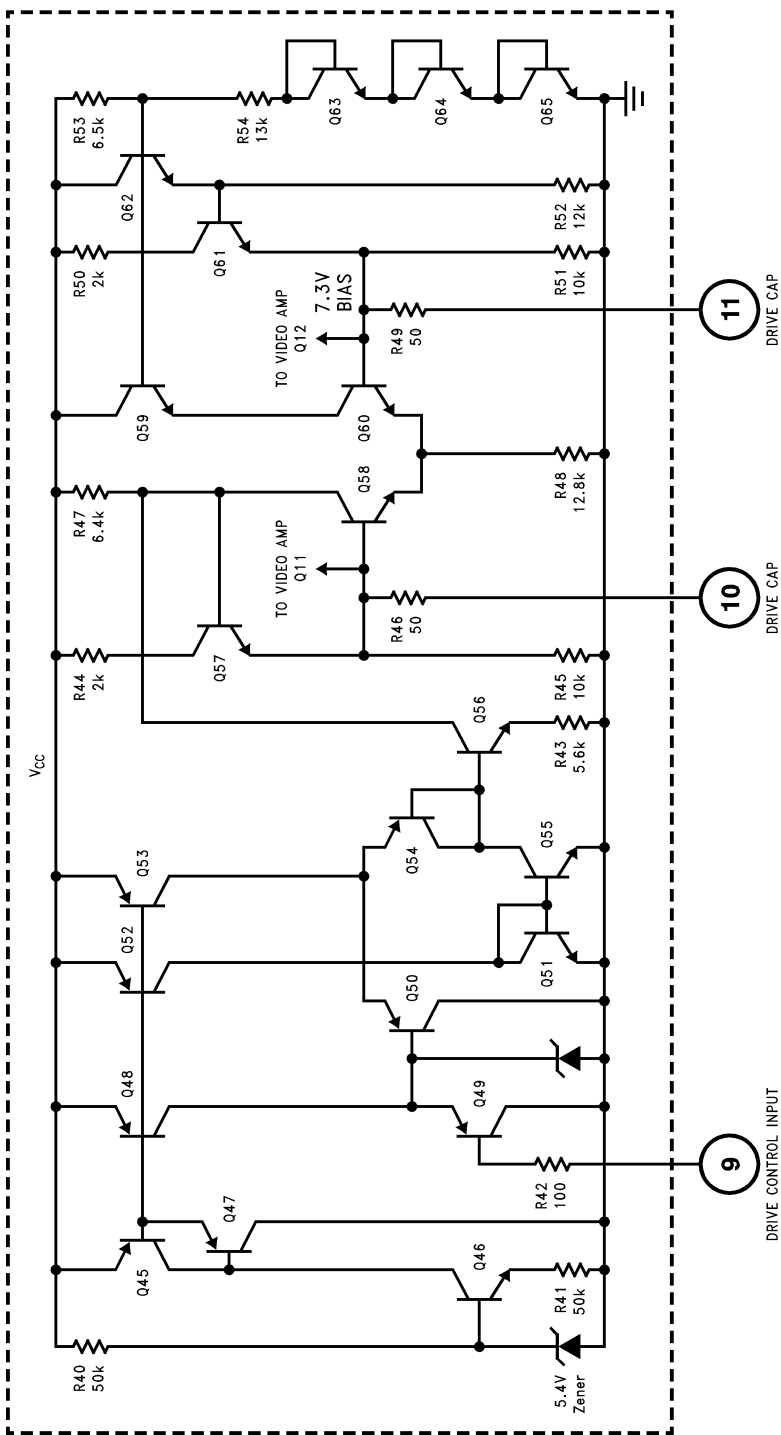 VCC
R40
50k
Q45
Q47
Q48
Q52
Q53
R44
2k
Q57
R47
6.4k
Q59
R50
2k
Q62
Q61
R53
6.5k
R54
13k
Q63
Q64
Q65
Q46
R41
50k
5.4V
Zener
R42
100
Q49
Q50
Q51
Q54
Q55
Q56
R43
5.6k
R45
10k
R46
50
TO VIDEO AMP
Q11
Q58
Q60
TO VIDEO AMP
Q12
7.3V
BIAS
R49
50
R48
12.8k
R51
10k
R52
12k
9
DRIVE CONTROL INPUT
10
DRIVE CAP
11
DRIVE CAP